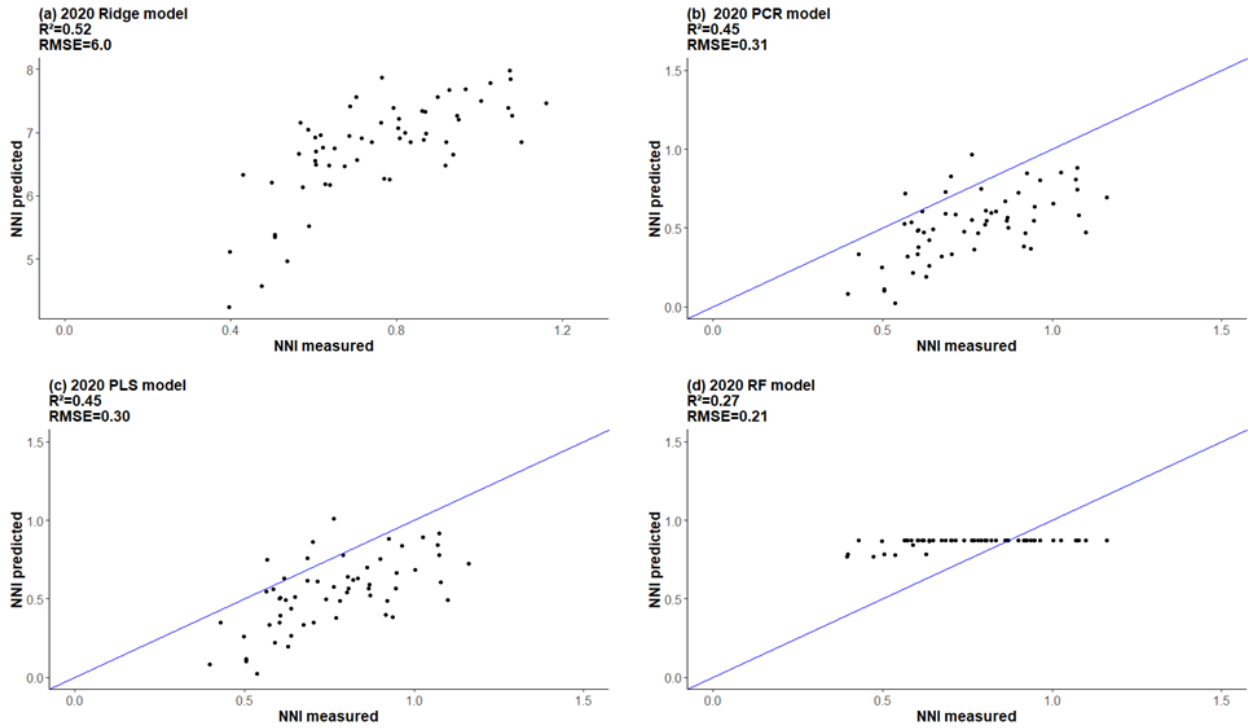 (a) 2020 Ridge model
R²=0.52
RMSE=6.0
8
7
6
5
NNI predicted
0.0
0.4
0.8
1.2
NNI measured
(b) 2020 PCR model
R²=0.45
RMSE=0.31
1.5
1.0
0.5
0.0
NNI predicted
0.0
0.5
1.0
1.5
NNI measured
(c) 2020 PLS model
R²=0.45
RMSE=0.30
1.5
1.0
0.5
0.0
NNI predicted
0.0
0.5
1.0
1.5
NNI measured
(d) 2020 RF model
R²=0.27
RMSE=0.21
1.5
1.0
0.5
0.0
NNI predicted
0.0
0.5
1.0
1.5
NNI measured